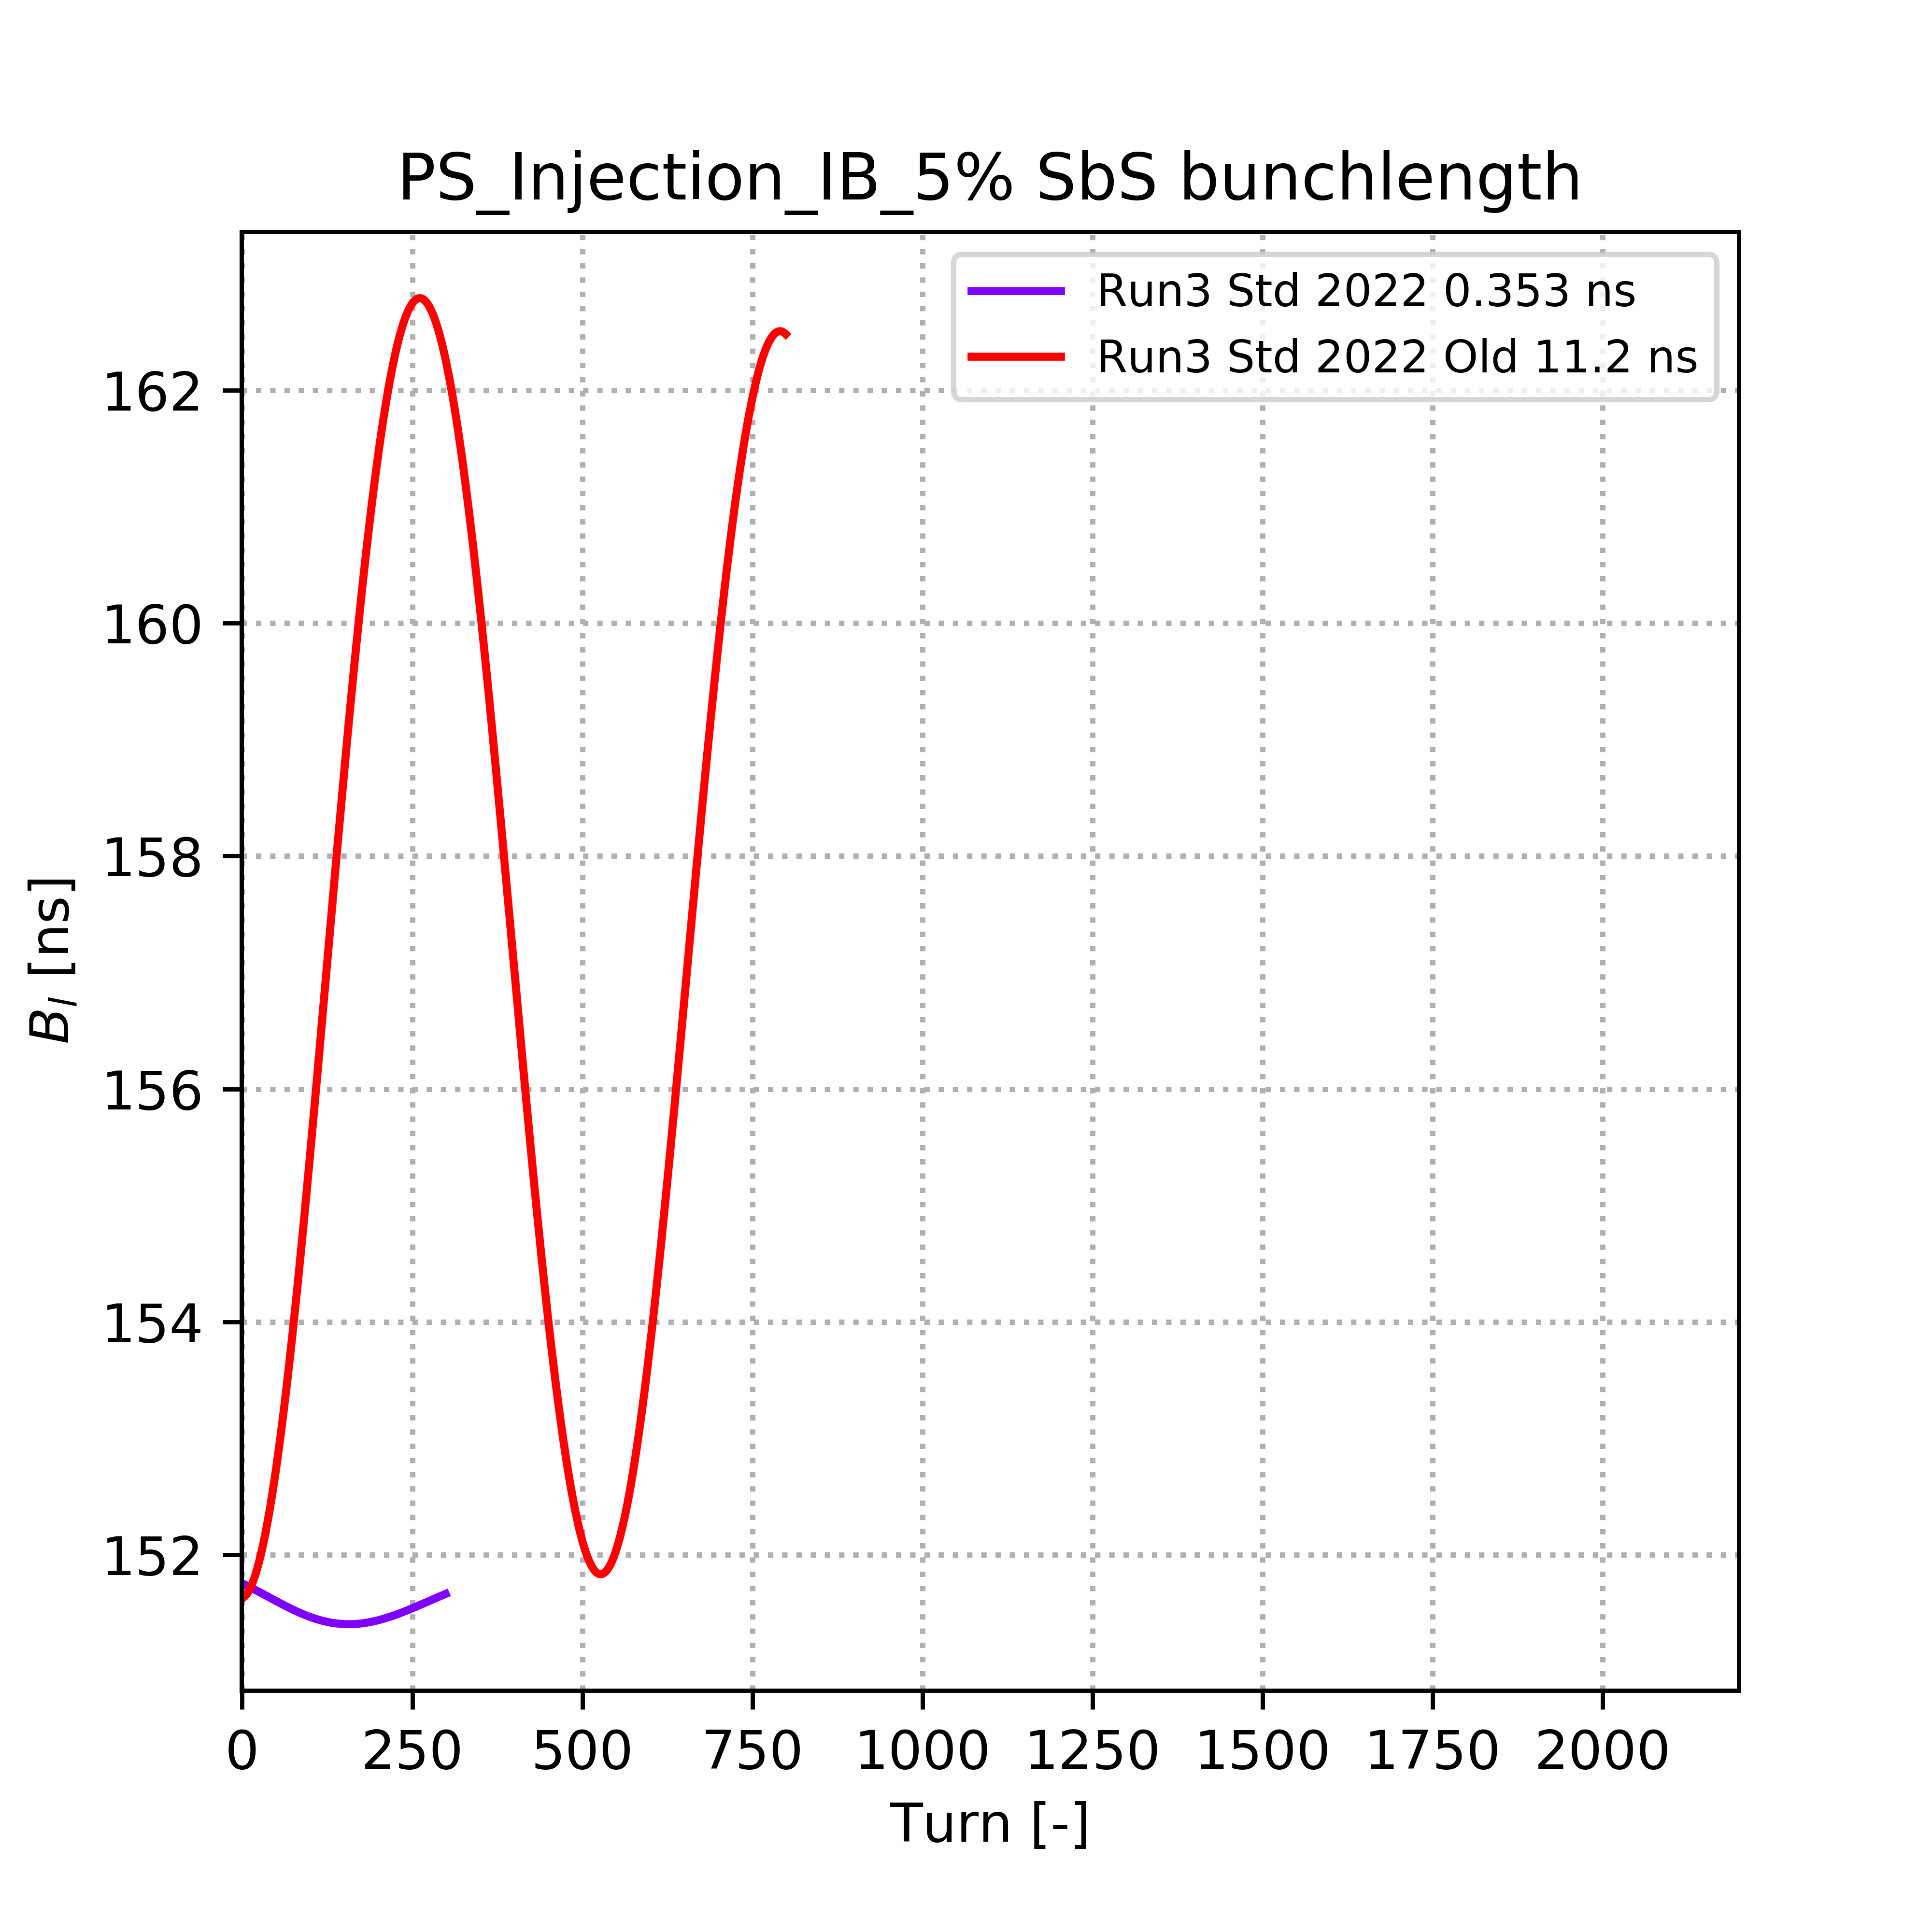 PS_Injection_IB_5% SbS bunchlength
Run3 Std 2022 0.353 ns
Run3 Std 2022 Old 11.2 ns
162
160
158
156
154
152
B_l [ns]
0 250 500 750 1000 1250 1500 1750 2000
Turn [-]